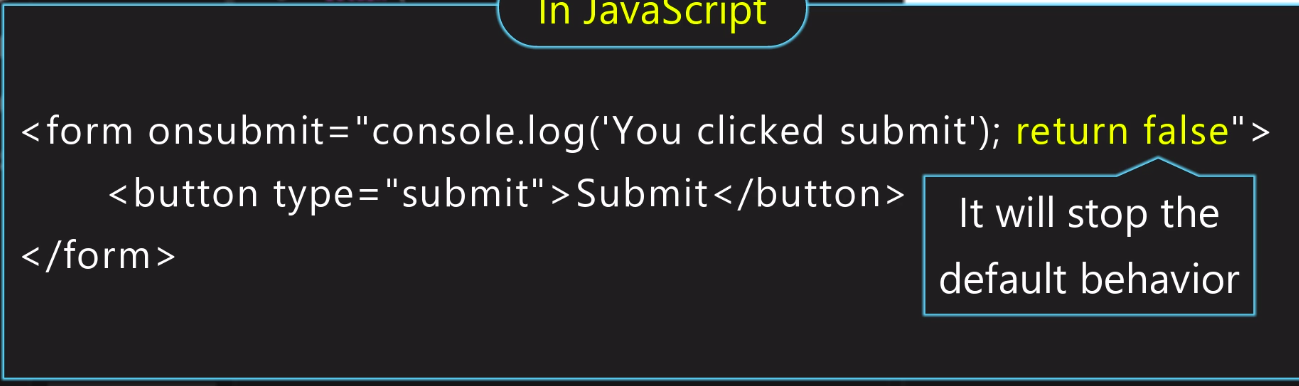 In JavaScript
<form onsubmit="console.log('You clicked submit'); return false">
<button type="submit">Submit</button>
</form>
It will stop the
default behavior